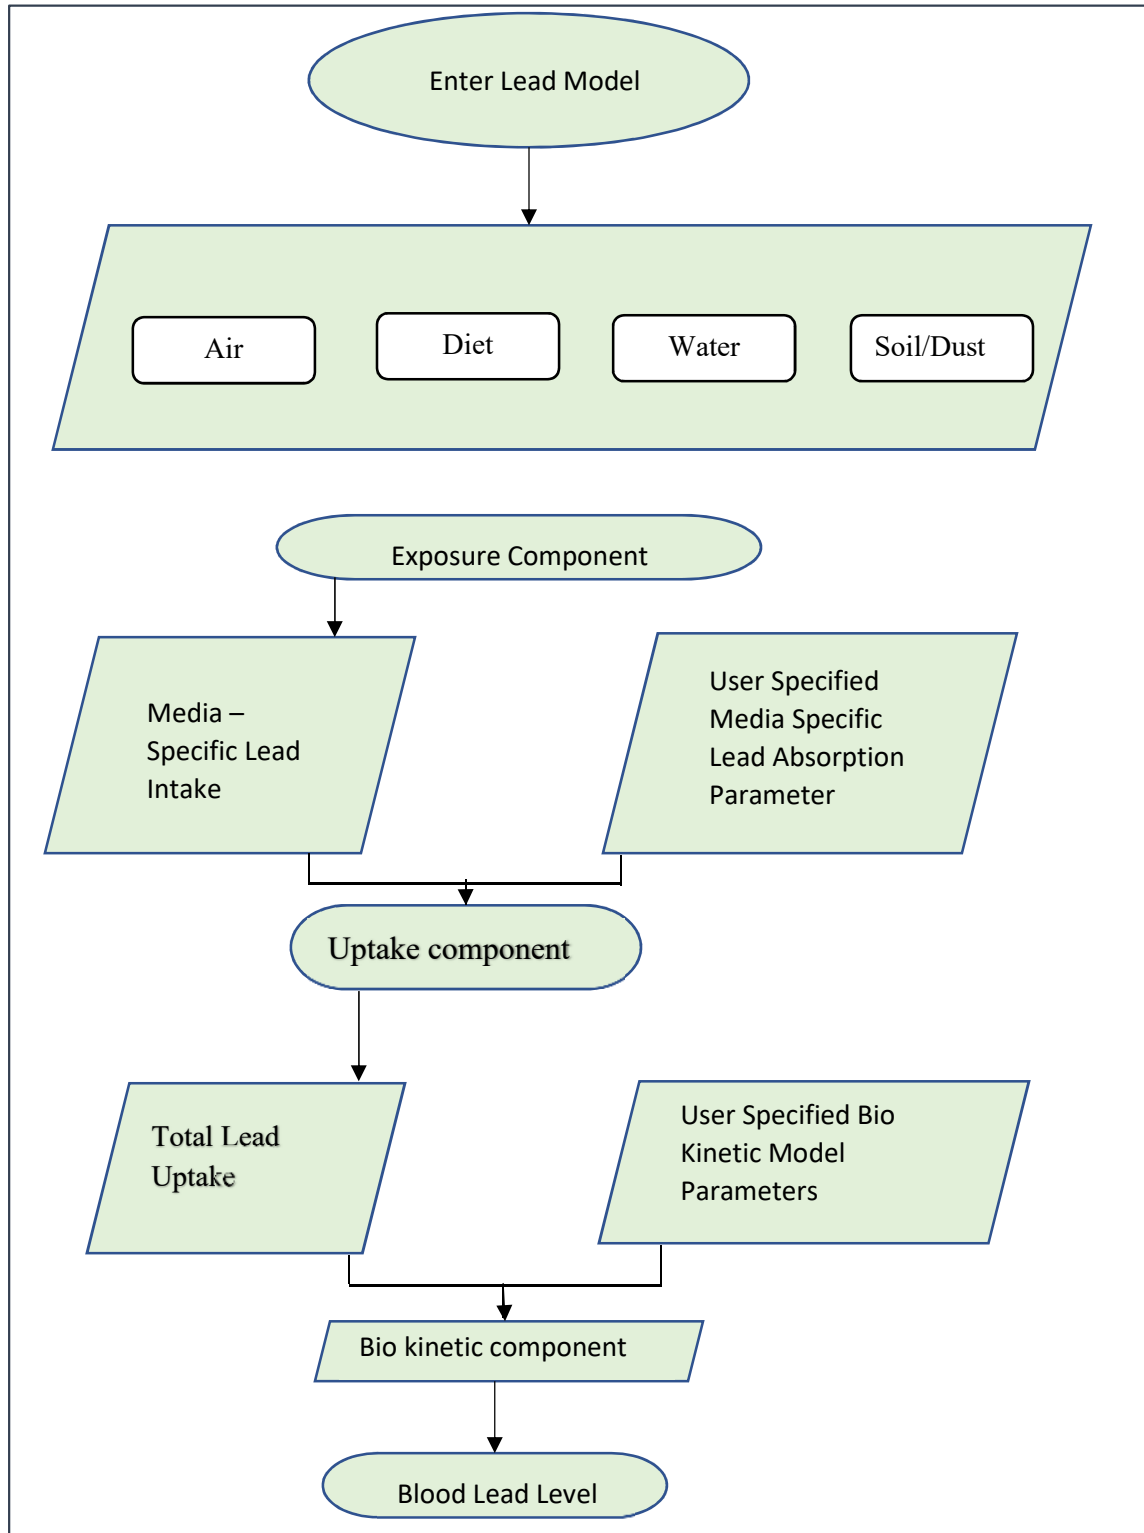 Enter Lead Model
Air
Diet
Water
Soil/Dust
Exposure Component
Media –
Specific Lead
Intake
User Specified
Media Specific
Lead Absorption
Parameter
Uptake component
Total Lead
Uptake
User Specified Bio
Kinetic Model
Parameters
Bio kinetic component
Blood Lead Level